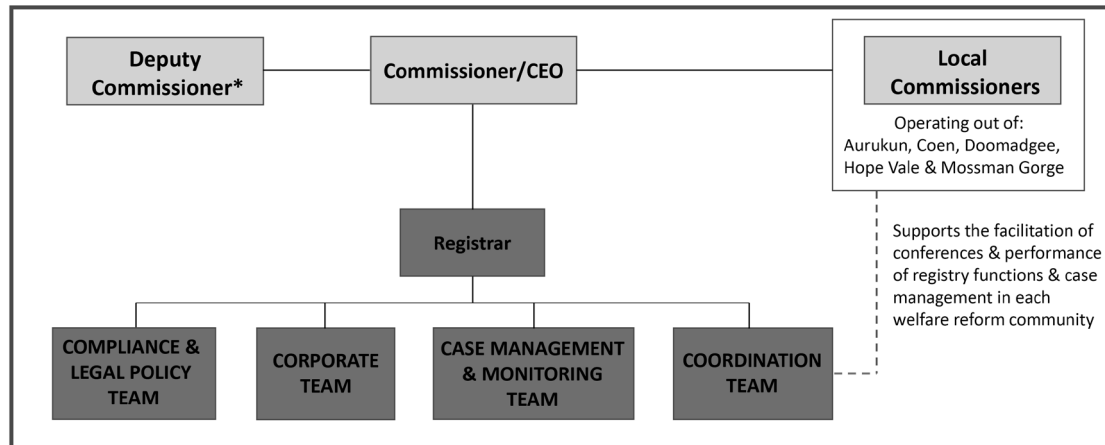 Deputy
Commissioner*
Commissioner/CEO
Local
Commissioners
Operating out of:
Aurukun, Coen, Doomadgee,
Hope Vale & Mossman Gorge
Registrar
Supports the facilitation of
conferences & performance
of registry functions & case
management in each
welfare reform community
COMPLIANCE &
LEGAL POLICY
TEAM
CORPORATE
TEAM
CASE MANAGEMENT
& MONITORING
TEAM
COORDINATION
TEAM